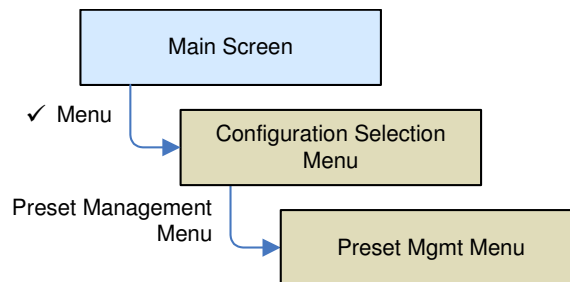 Main Screen
✓ Menu
Configuration Selection
Menu
Preset Management
Menu
Preset Mgmt Menu